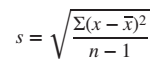 s = √(Σ(x − x̄)² / (n − 1))